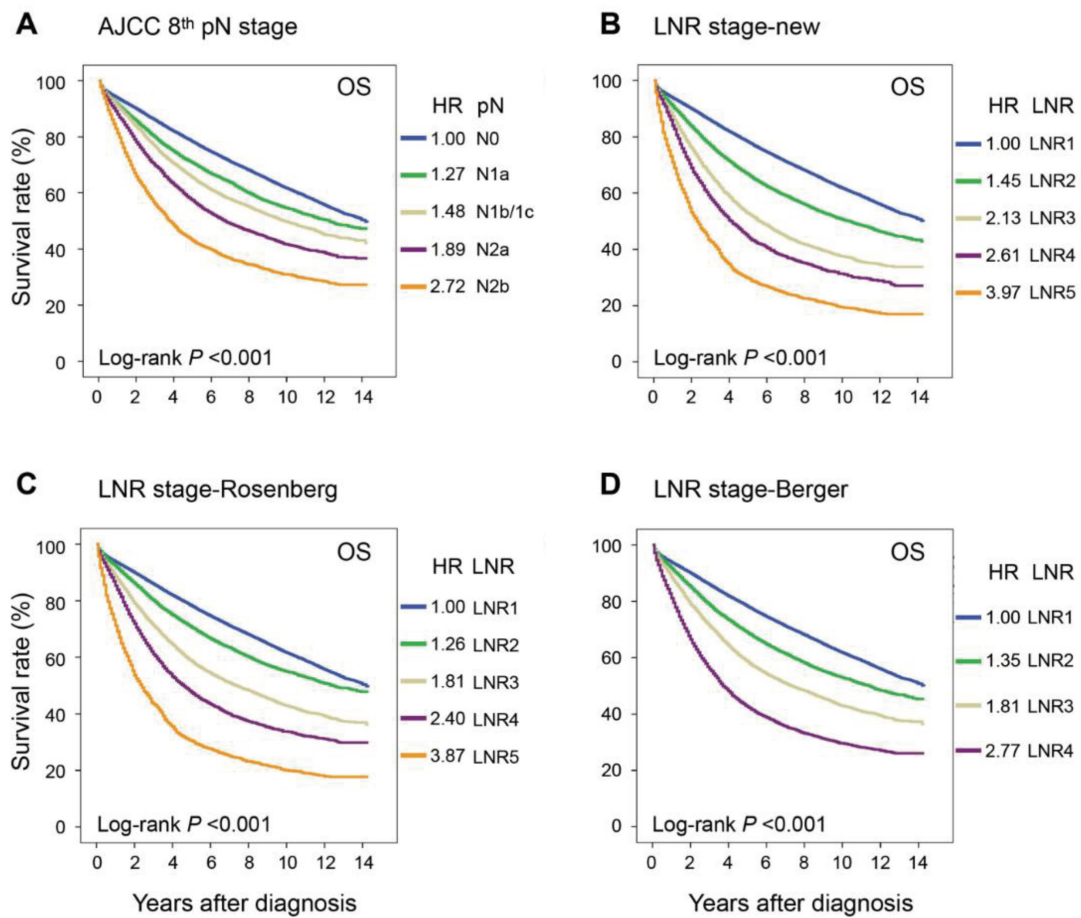 A AJCC 8th pN stage
OS
HR pN
1.00 N0
1.27 N1a
1.48 N1b/1c
1.89 N2a
2.72 N2b
Survival rate (%)
100
80
60
40
20
0
Log-rank P <0.001
0 2 4 6 8 10 12 14
B LNR stage-new
OS
HR LNR
1.00 LNR1
1.45 LNR2
2.13 LNR3
2.61 LNR4
3.97 LNR5
100
80
60
40
20
0
Log-rank P <0.001
0 2 4 6 8 10 12 14
C LNR stage-Rosenberg
OS
HR LNR
1.00 LNR1
1.26 LNR2
1.81 LNR3
2.40 LNR4
3.87 LNR5
Survival rate (%)
100
80
60
40
20
0
Log-rank P <0.001
0 2 4 6 8 10 12 14
Years after diagnosis
D LNR stage-Berger
OS
HR LNR
1.00 LNR1
1.35 LNR2
1.81 LNR3
2.77 LNR4
100
80
60
40
20
0
Log-rank P <0.001
0 2 4 6 8 10 12 14
Years after diagnosis